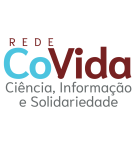 REDE
CoVida
Ciência, Informação
e Solidariedade